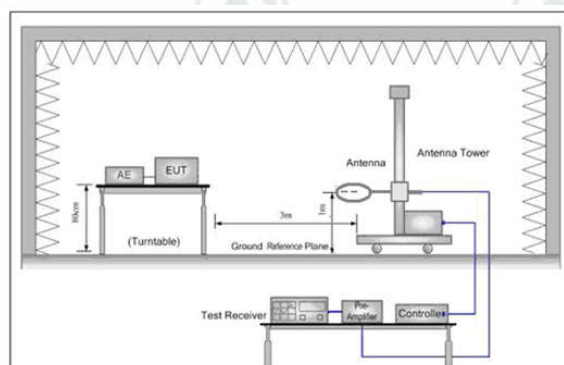 Antenna
Antenna Tower
AE
EUT
80cm
(Turntable)
3m
1m
Ground Reference Plane
Test Receiver
Pre-
Amplifier
Controller